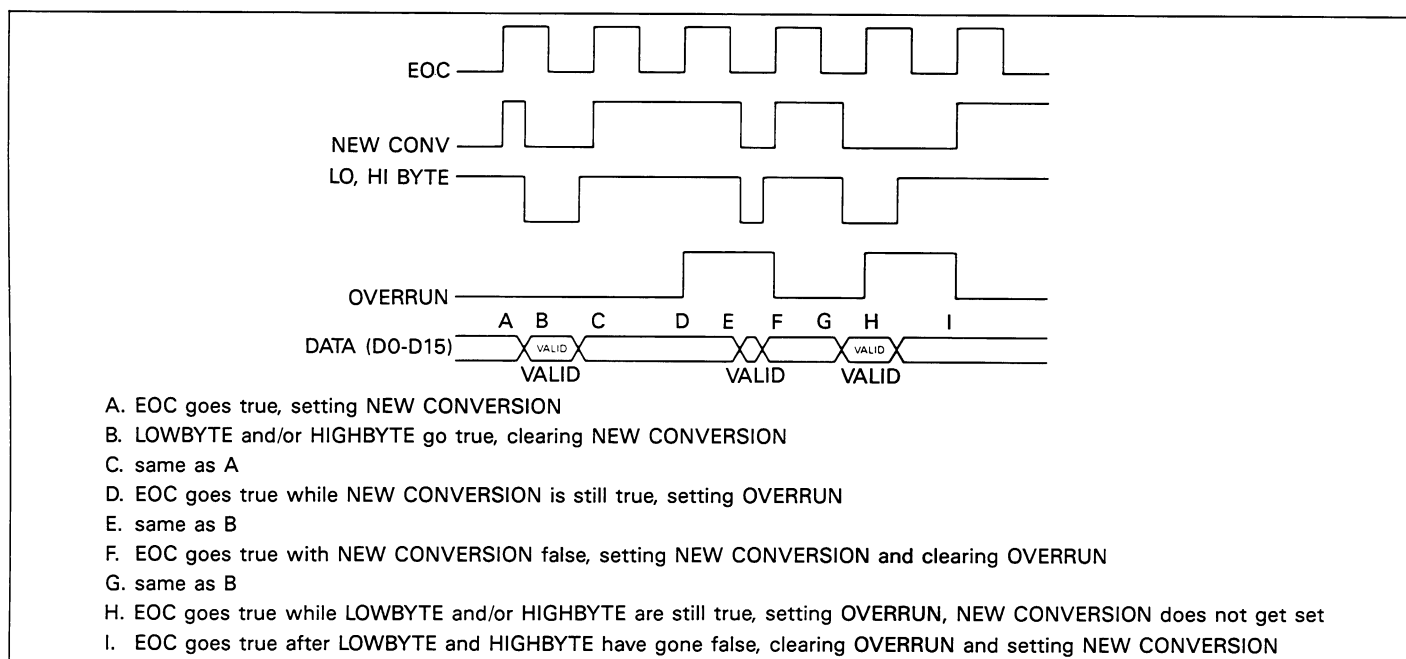 EOC
NEW CONV
LO, HI BYTE
OVERRUN
A B C D E F G H I
DATA (D0-D15) VALID VALID
VALID VALID VALID
A. EOC goes true, setting NEW CONVERSION
B. LOWBYTE and/or HIGHBYTE go true, clearing NEW CONVERSION
C. same as A
D. EOC goes true while NEW CONVERSION is still true, setting OVERRUN
E. same as B
F. EOC goes true with NEW CONVERSION false, setting NEW CONVERSION and clearing OVERRUN
G. same as B
H. EOC goes true while LOWBYTE and/or HIGHBYTE are still true, setting OVERRUN, NEW CONVERSION does not get set
I. EOC goes true after LOWBYTE and HIGHBYTE have gone false, clearing OVERRUN and setting NEW CONVERSION